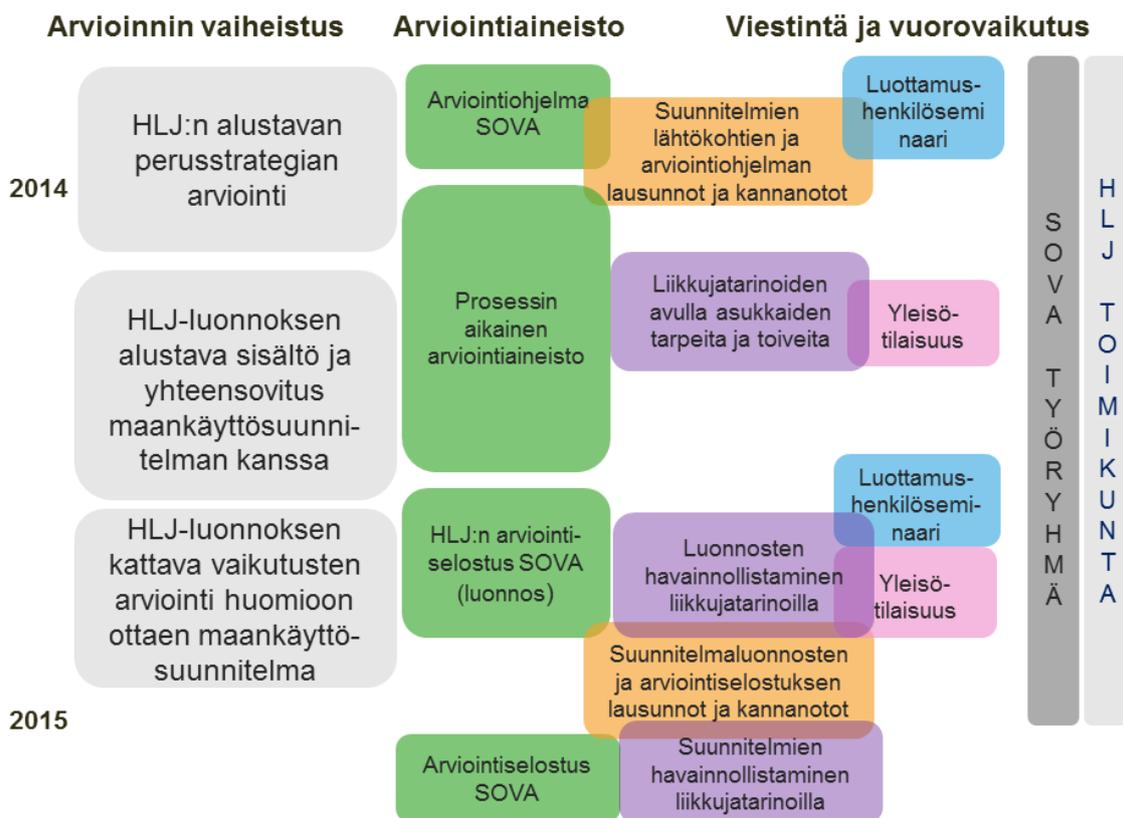 Arvioinnin vaiheistus
Arviointiaineisto
Viestintä ja vuorovaikutus
2014
HLJ:n alustavan
perusstrategian
arviointi
HLJ-luonnoksen
alustava sisältö ja
yhteensovitus
maankäyttösuunni-
telman kanssa
HLJ-luonnoksen
kattava vaikutusten
arviointi huomioon
ottaen maankäyttö-
suunnitelma
2015
Arviointiohjelma
SOVA
Prosessin
aikainen
arviointiaineisto
HLJ:n arviointi-
selostus SOVA
(luonnos)
Arviointiselostus
SOVA
Suunnitelmien
lähtökohtien ja
arviointiohjelman
lausunnot ja kannanotot
Luottamus-
henkilösemi
naari
Liikkujatarinoiden
avulla asukkaiden
tarpeita ja toiveita
Yleisö-
tilaisuus
Luonnosten
havainnollistaminen
liikkujatarinoilla
Luottamus-
henkilösemi-
naari
Yleisö-
tilaisuus
Suunnitelmaluonnosten
ja arviointiselostuksen
lausunnot ja kannanotot
Suunnitelmien
havainnollistaminen
liikkujatarinoilla
SOVA TYÖRYHMÄ
HLJ TOIMIKUNTA